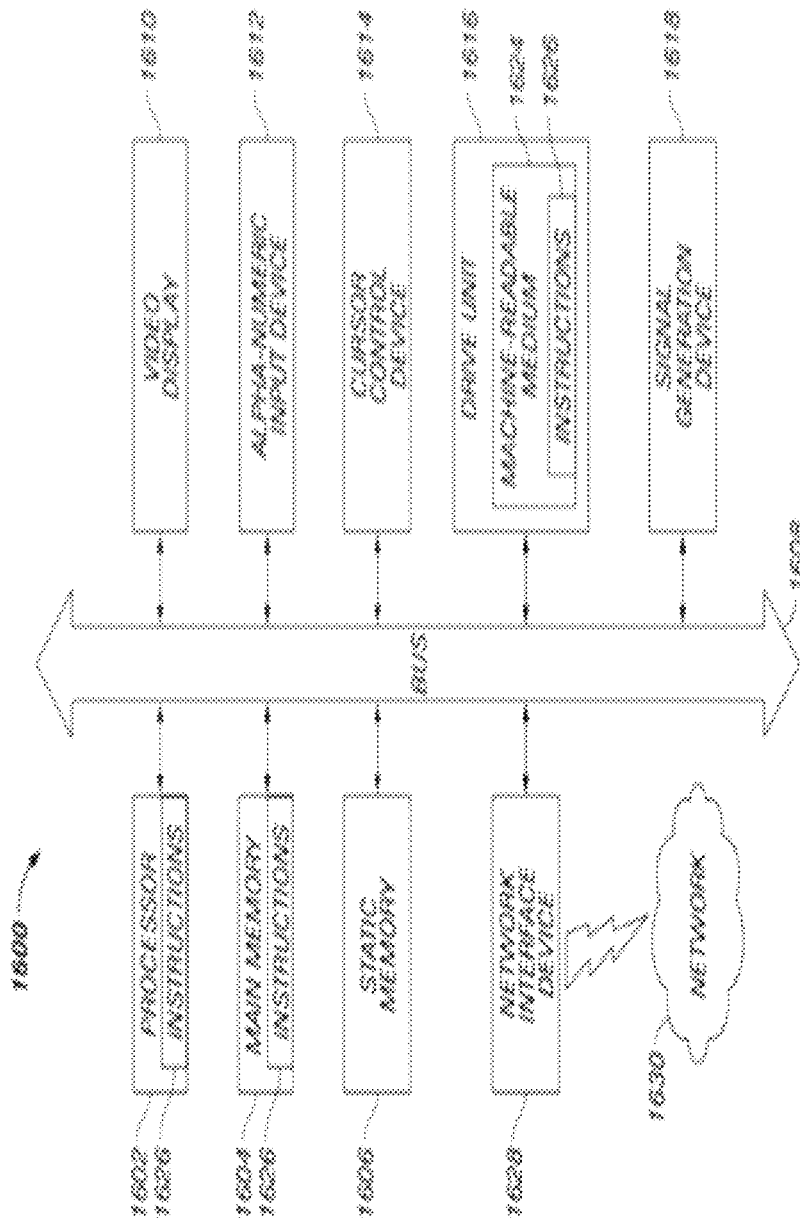 1600
1602
PROCESSOR
1626
INSTRUCTIONS
1604
MAIN MEMORY
1626
INSTRUCTIONS
1606
STATIC
MEMORY
1628
NETWORK
INTERFACE
DEVICE
1630
NETWORK
BUS
1608
VIDEO
DISPLAY
1610
ALPHA-NUMERIC
INPUT DEVICE
1612
CURSOR
CONTROL
DEVICE
1614
DRIVE UNIT
1616
MACHINE-READABLE
MEDIUM
1624
INSTRUCTIONS
1626
SIGNAL
GENERATION
DEVICE
1618